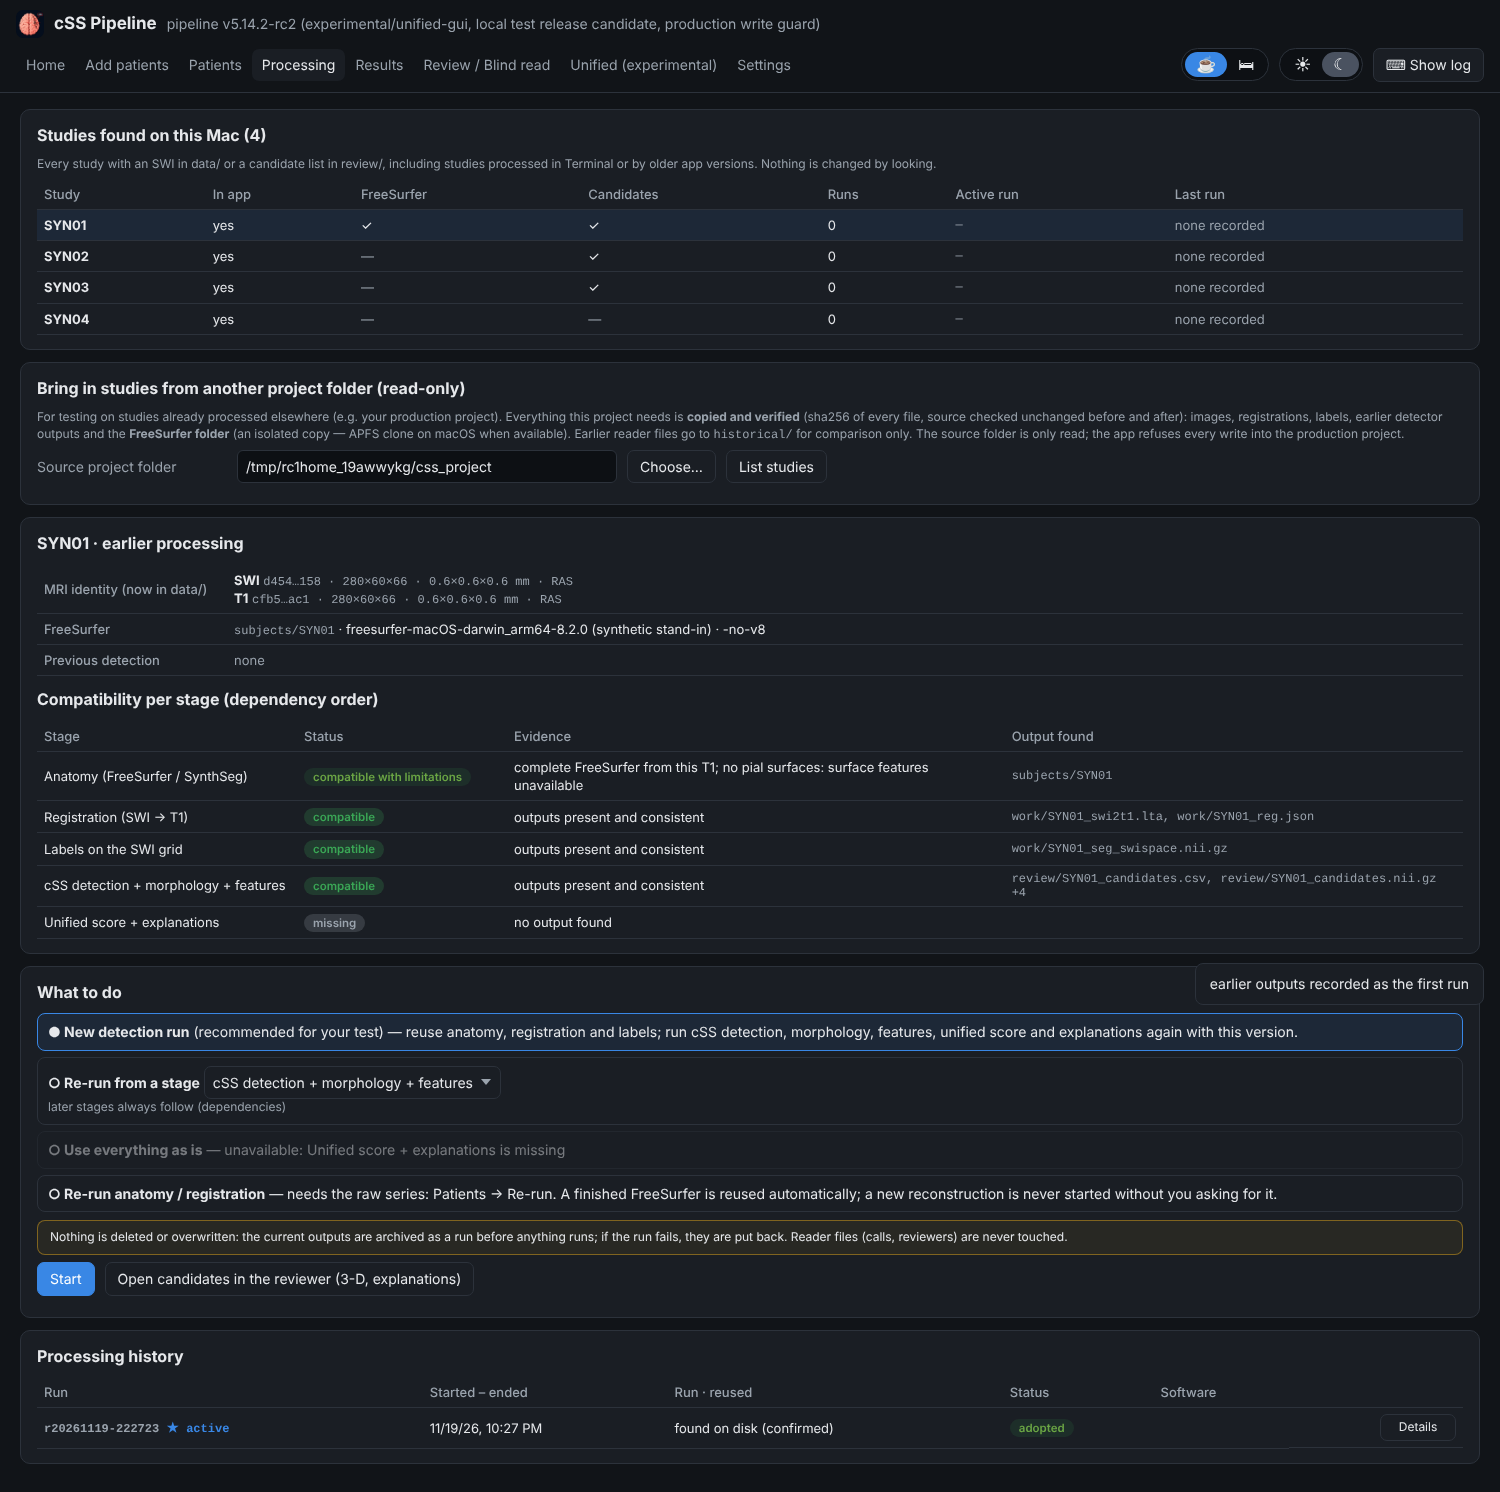 cSS Pipeline pipeline v5.14.2-rc2 (experimental/unified-gui, local test release candidate, production write guard)
Home Add patients Patients Processing Results Review / Blind read Unified (experimental) Settings Show log
Studies found on this Mac (4)
Every study with an SWI in data/ or a candidate list in review/, including studies processed in Terminal or by older app versions. Nothing is changed by looking.
Study In app FreeSurfer Candidates Runs Active run Last run
SYN01 yes ✓ ✓ 0 – none recorded
SYN02 yes — ✓ 0 – none recorded
SYN03 yes — ✓ 0 – none recorded
SYN04 yes — — 0 – none recorded
Bring in studies from another project folder (read-only)
For testing on studies already processed elsewhere (e.g. your production project). Everything this project needs is copied and verified (sha256 of every file, source checked unchanged before and after): images, registrations, labels, earlier detector
outputs and the FreeSurfer folder (an isolated copy — APFS clone on macOS when available). Earlier reader files go to historical/ for comparison only. The source folder is only read; the app refuses every write into the production project.
Source project folder /tmp/rc1home_19awwykg/css_project Choose... List studies
SYN01 · earlier processing
MRI identity (now in data/) SWI d454…158 · 280×60×66 · 0.6×0.6×0.6 mm · RAS
T1 cfb5…ac1 · 280×60×66 · 0.6×0.6×0.6 mm · RAS
FreeSurfer subjects/SYN01 · freesurfer-macOS-darwin_arm64-8.2.0 (synthetic stand-in) · -no-v8
Previous detection none
Compatibility per stage (dependency order)
Stage Status Evidence Output found
Anatomy (FreeSurfer / SynthSeg) compatible with limitations complete FreeSurfer from this T1; no pial surfaces: surface features subjects/SYN01
unavailable
Registration (SWI → T1) compatible outputs present and consistent work/SYN01_swi2t1.lta, work/SYN01_reg.json
Labels on the SWI grid compatible outputs present and consistent work/SYN01_seg_swispace.nii.gz
cSS detection + morphology + features compatible outputs present and consistent review/SYN01_candidates.csv, review/SYN01_candidates.nii.gz
+4
Unified score + explanations missing no output found
What to do
earlier outputs recorded as the first run
New detection run (recommended for your test) — reuse anatomy, registration and labels; run cSS detection, morphology, features, unified score and explanations again with this version.
Re-run from a stage cSS detection + morphology + features
later stages always follow (dependencies)
Use everything as is — unavailable: Unified score + explanations is missing
Re-run anatomy / registration — needs the raw series: Patients → Re-run. A finished FreeSurfer is reused automatically; a new reconstruction is never started without you asking for it.
Nothing is deleted or overwritten: the current outputs are archived as a run before anything runs; if the run fails, they are put back. Reader files (calls, reviewers) are never touched.
Start Open candidates in the reviewer (3-D, explanations)
Processing history
Run Started – ended Run · reused Status Software
r20261119-222723 ★ active 11/19/26, 10:27 PM found on disk (confirmed) adopted Details